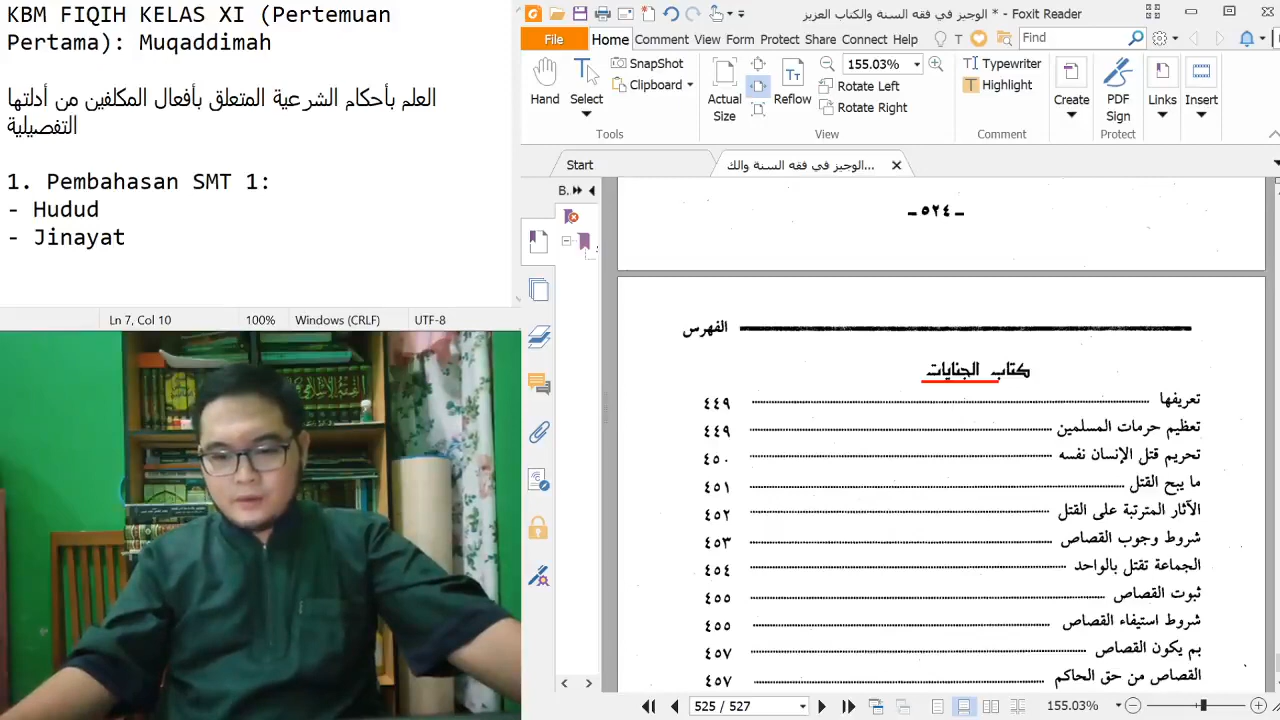 KBM FIQIH KELAS XI (Pertemuan
Pertama): Muqaddimah
العلم بأحكام الشرعية المتعلق بأفعال المكلفين من أدلتها
التفصيلية
1. Pembahasan SMT 1:
- Hudud
- Jinayat
Ln 7, Col 10
100%
Windows (CRLF)
UTF-8
الوجيز في فقه السنة والكتاب العزيز * - Foxit Reader
File Home Comment View Form Protect Share Connect Help
Find
Hand
Select
SnapShot
Clipboard
Tools
Actual
Size
Reflow
155.03%
Rotate Left
Rotate Right
View
Typewriter
Highlight
Comment
Create
PDF
Sign
Protect
Links
Insert
Start
الوجيز في فقه السنة والك...
B.
ـ ٥٢٤ ـ
الفهرس
كتاب الجنايات
تعريفها ٤٤٩
تعظيم حرمات المسلمين ٤٤٩
تحريم قتل الإنسان نفسه ٤٥٠
ما يبح القتل ٤٥١
الآثار المترتبة على القتل ٤٥٢
شروط وجوب القصاص ٤٥٣
الجماعة تقتل بالواحد ٤٥٤
ثبوت القصاص ٤٥٥
شروط استيفاء القصاص ٤٥٥
بم يكون القصاص ٤٥٧
القصاص من حق الحاكم ٤٥٧
525 / 527
155.03%